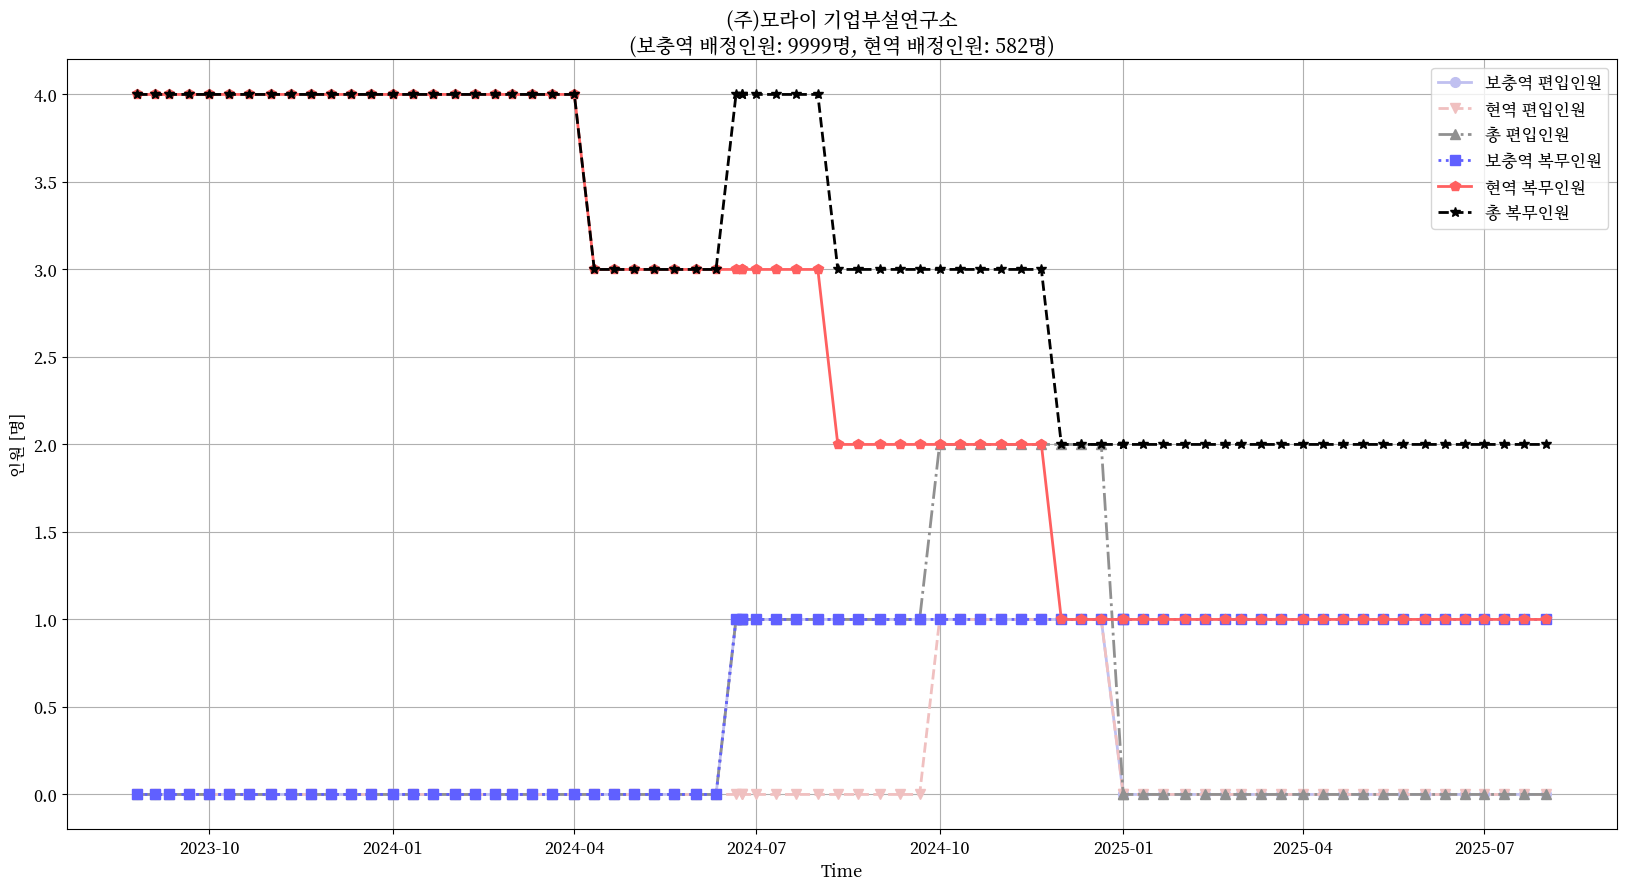 (주)모라이 기업부설연구소
(보충역 배정인원: 9999명, 현역 배정인원: 582명)
보충역 편입인원
현역 편입인원
총 편입인원
보충역 복무인원
현역 복무인원
총 복무인원
4.0
3.5
3.0
2.5
2.0
1.5
1.0
0.5
0.0
인원 [명]
2023-10 2024-01 2024-04 2024-07 2024-10 2025-01 2025-04 2025-07
Time